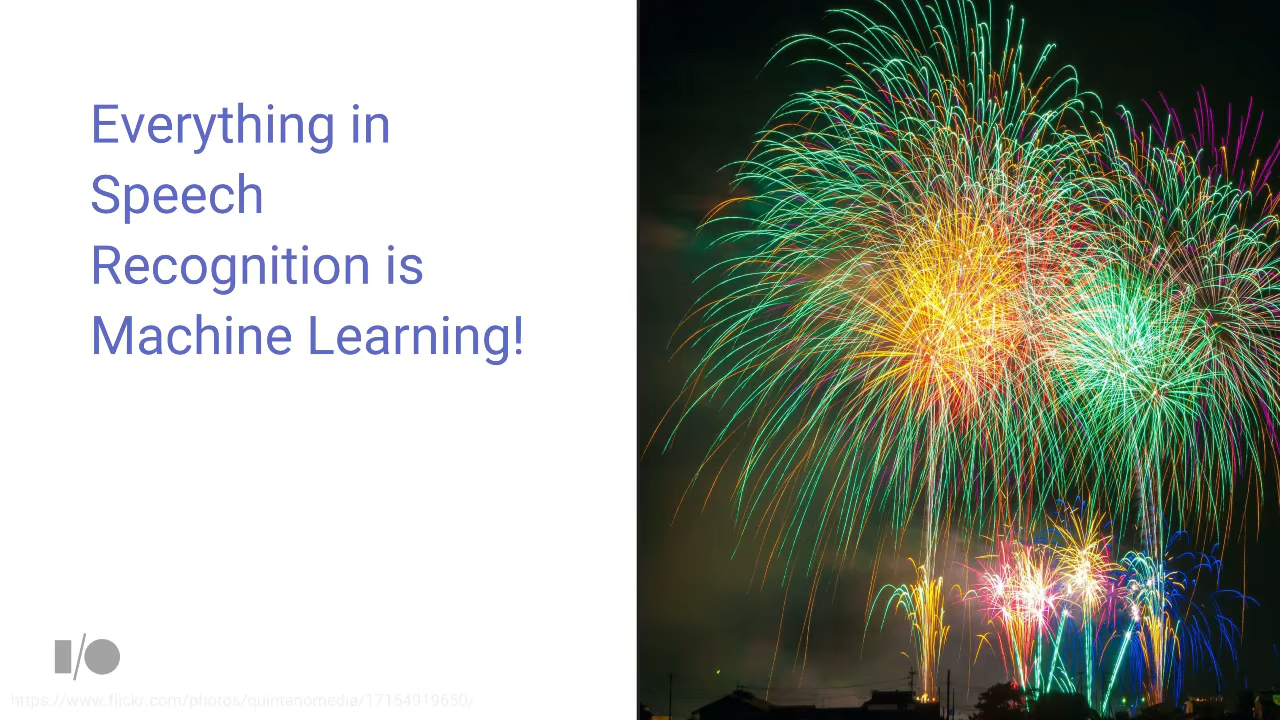 Everything in
Speech
Recognition is
Machine Learning!
I/O
https://www.flickr.com/photos/quintanomedia/17154919650/